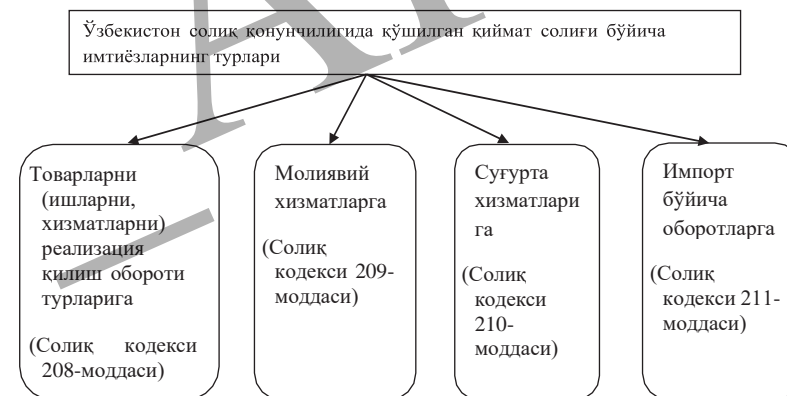 Ўзбекистон солиқ қонунчилигида қўшилган қиймат солиғи бўйича
имтиёзларнинг турлари
Товарларни
(ишларни,
хизматларни)
реализация
қилиш обороти
турларига
(Солиқ кодекси
208-моддаси)
Молиявий
хизматларга
(Солиқ
кодекси 209-
моддаси)
Суғурта
хизматлари
га
(Солиқ
кодекси
210-
моддаси)
Импорт
бўйича
оборотларга
(Солиқ
кодекси 211-
моддаси)